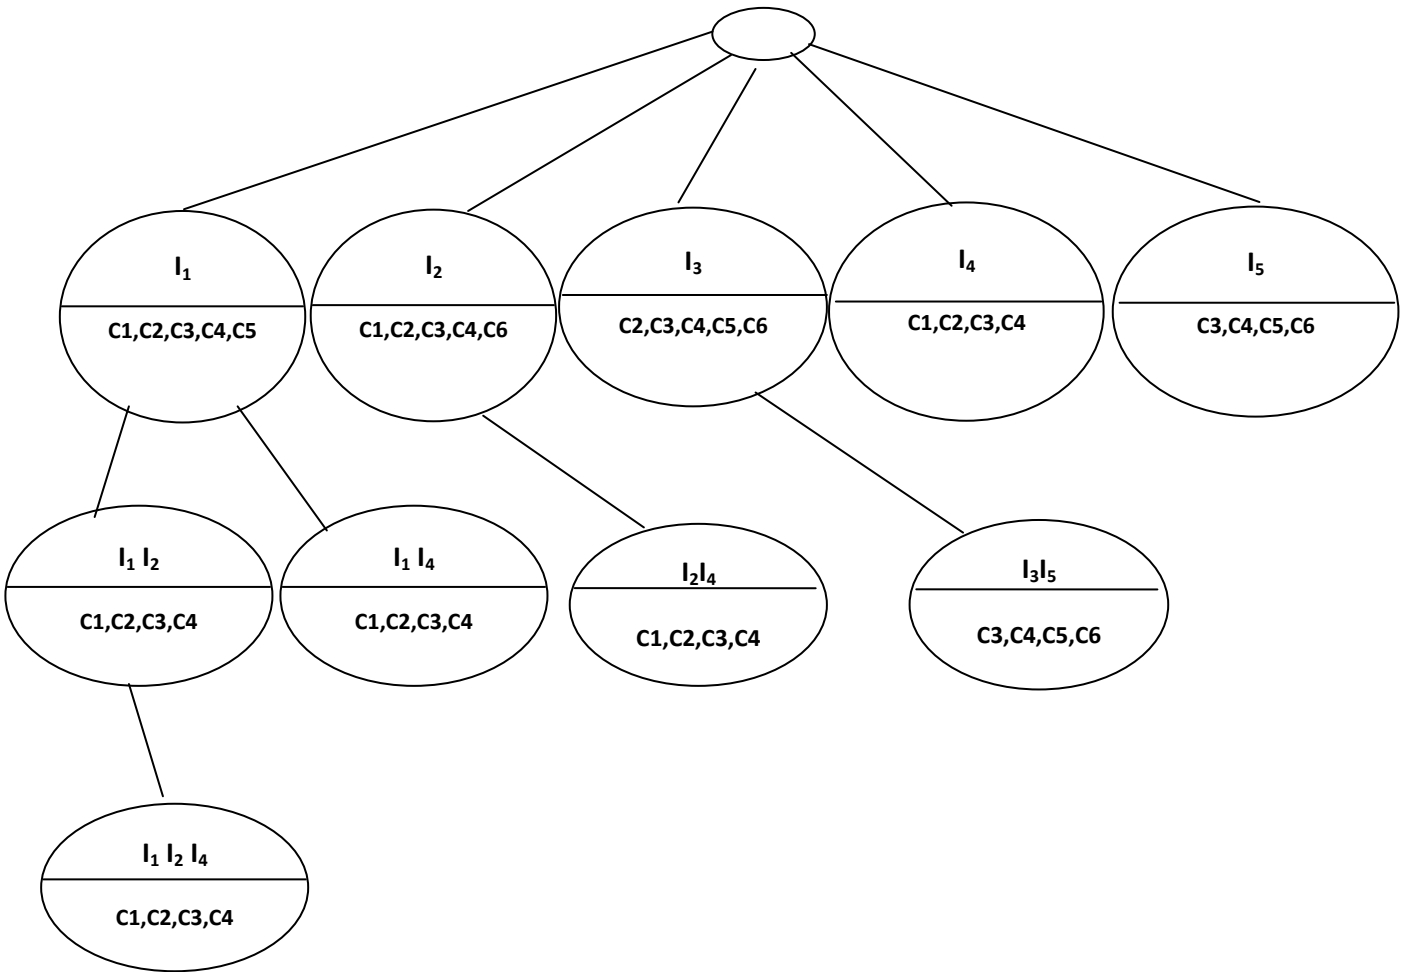 I₁
C1,C2,C3,C4,C5
I₂
C1,C2,C3,C4,C6
I₃
C2,C3,C4,C5,C6
I₄
C1,C2,C3,C4
I₅
C3,C4,C5,C6
I₁ I₂
C1,C2,C3,C4
I₁ I₄
C1,C2,C3,C4
I₂I₄
C1,C2,C3,C4
I₃I₅
C3,C4,C5,C6
I₁ I₂ I₄
C1,C2,C3,C4